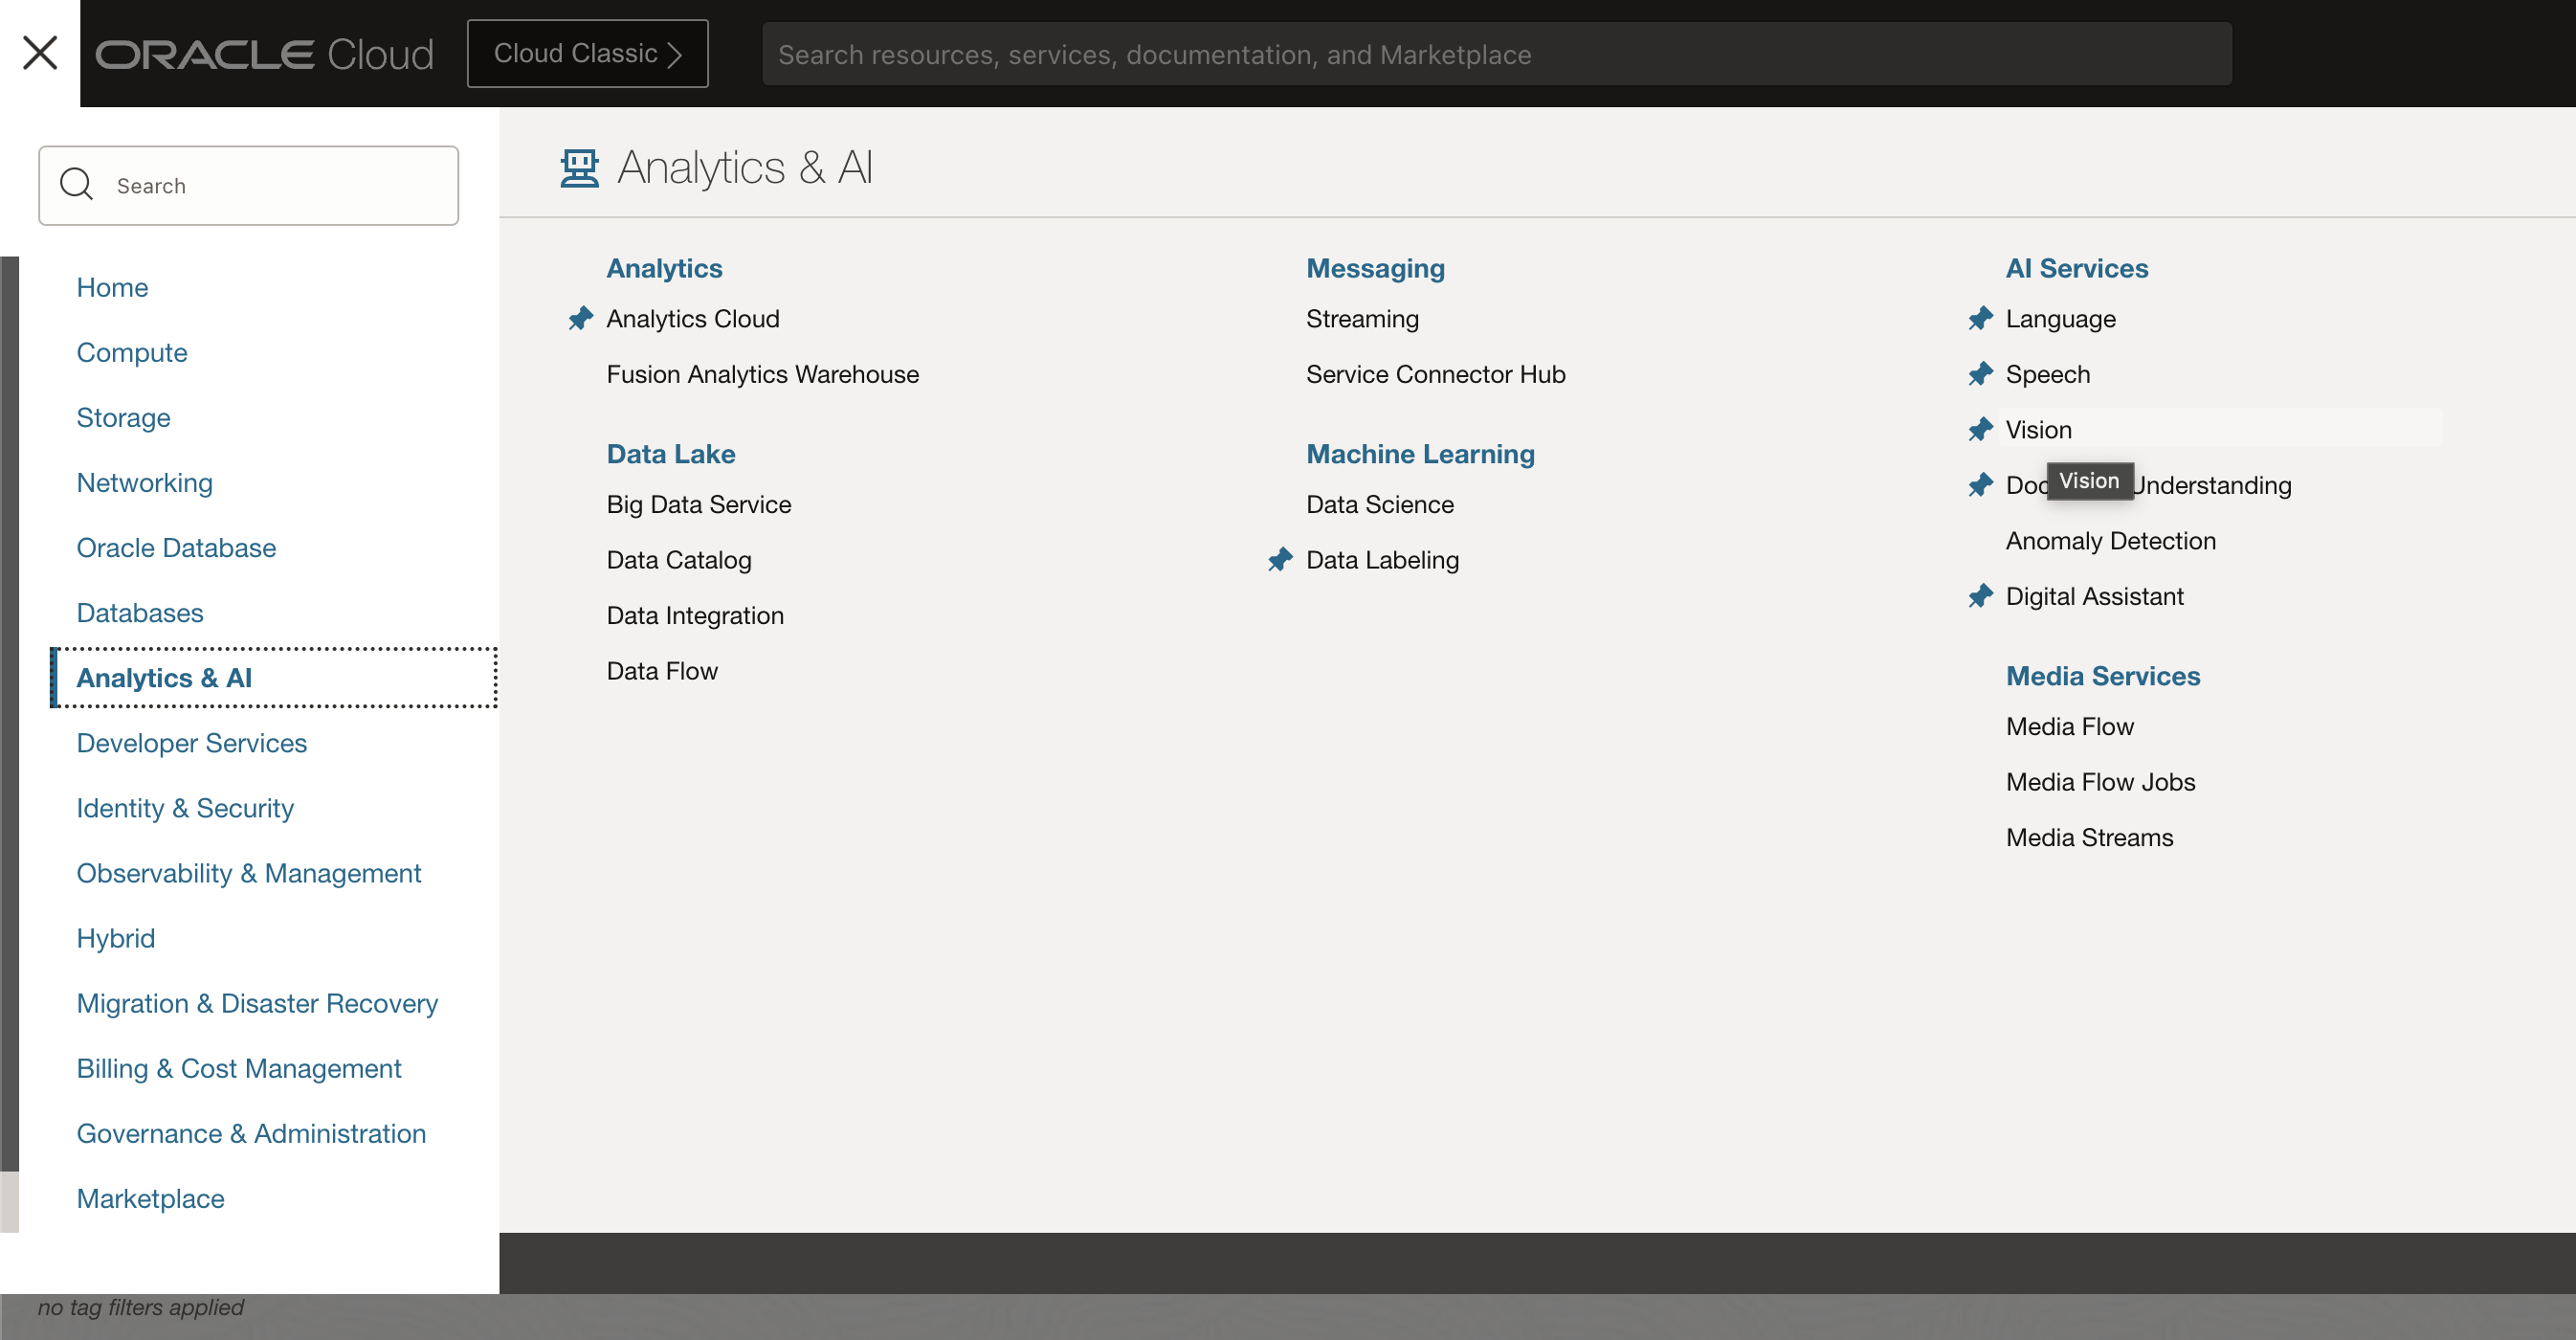 ORACLE Cloud
Cloud Classic
Search resources, services, documentation, and Marketplace
Search
Home
Compute
Storage
Networking
Oracle Database
Databases
Analytics & AI
Developer Services
Identity & Security
Observability & Management
Hybrid
Migration & Disaster Recovery
Billing & Cost Management
Governance & Administration
Marketplace
Analytics & AI
Analytics
Analytics Cloud
Fusion Analytics Warehouse
Data Lake
Big Data Service
Data Catalog
Data Integration
Data Flow
Messaging
Streaming
Service Connector Hub
Machine Learning
Data Science
Data Labeling
AI Services
Language
Speech
Vision
Vision
Understanding
Anomaly Detection
Digital Assistant
Media Services
Media Flow
Media Flow Jobs
Media Streams
no tag filters applied